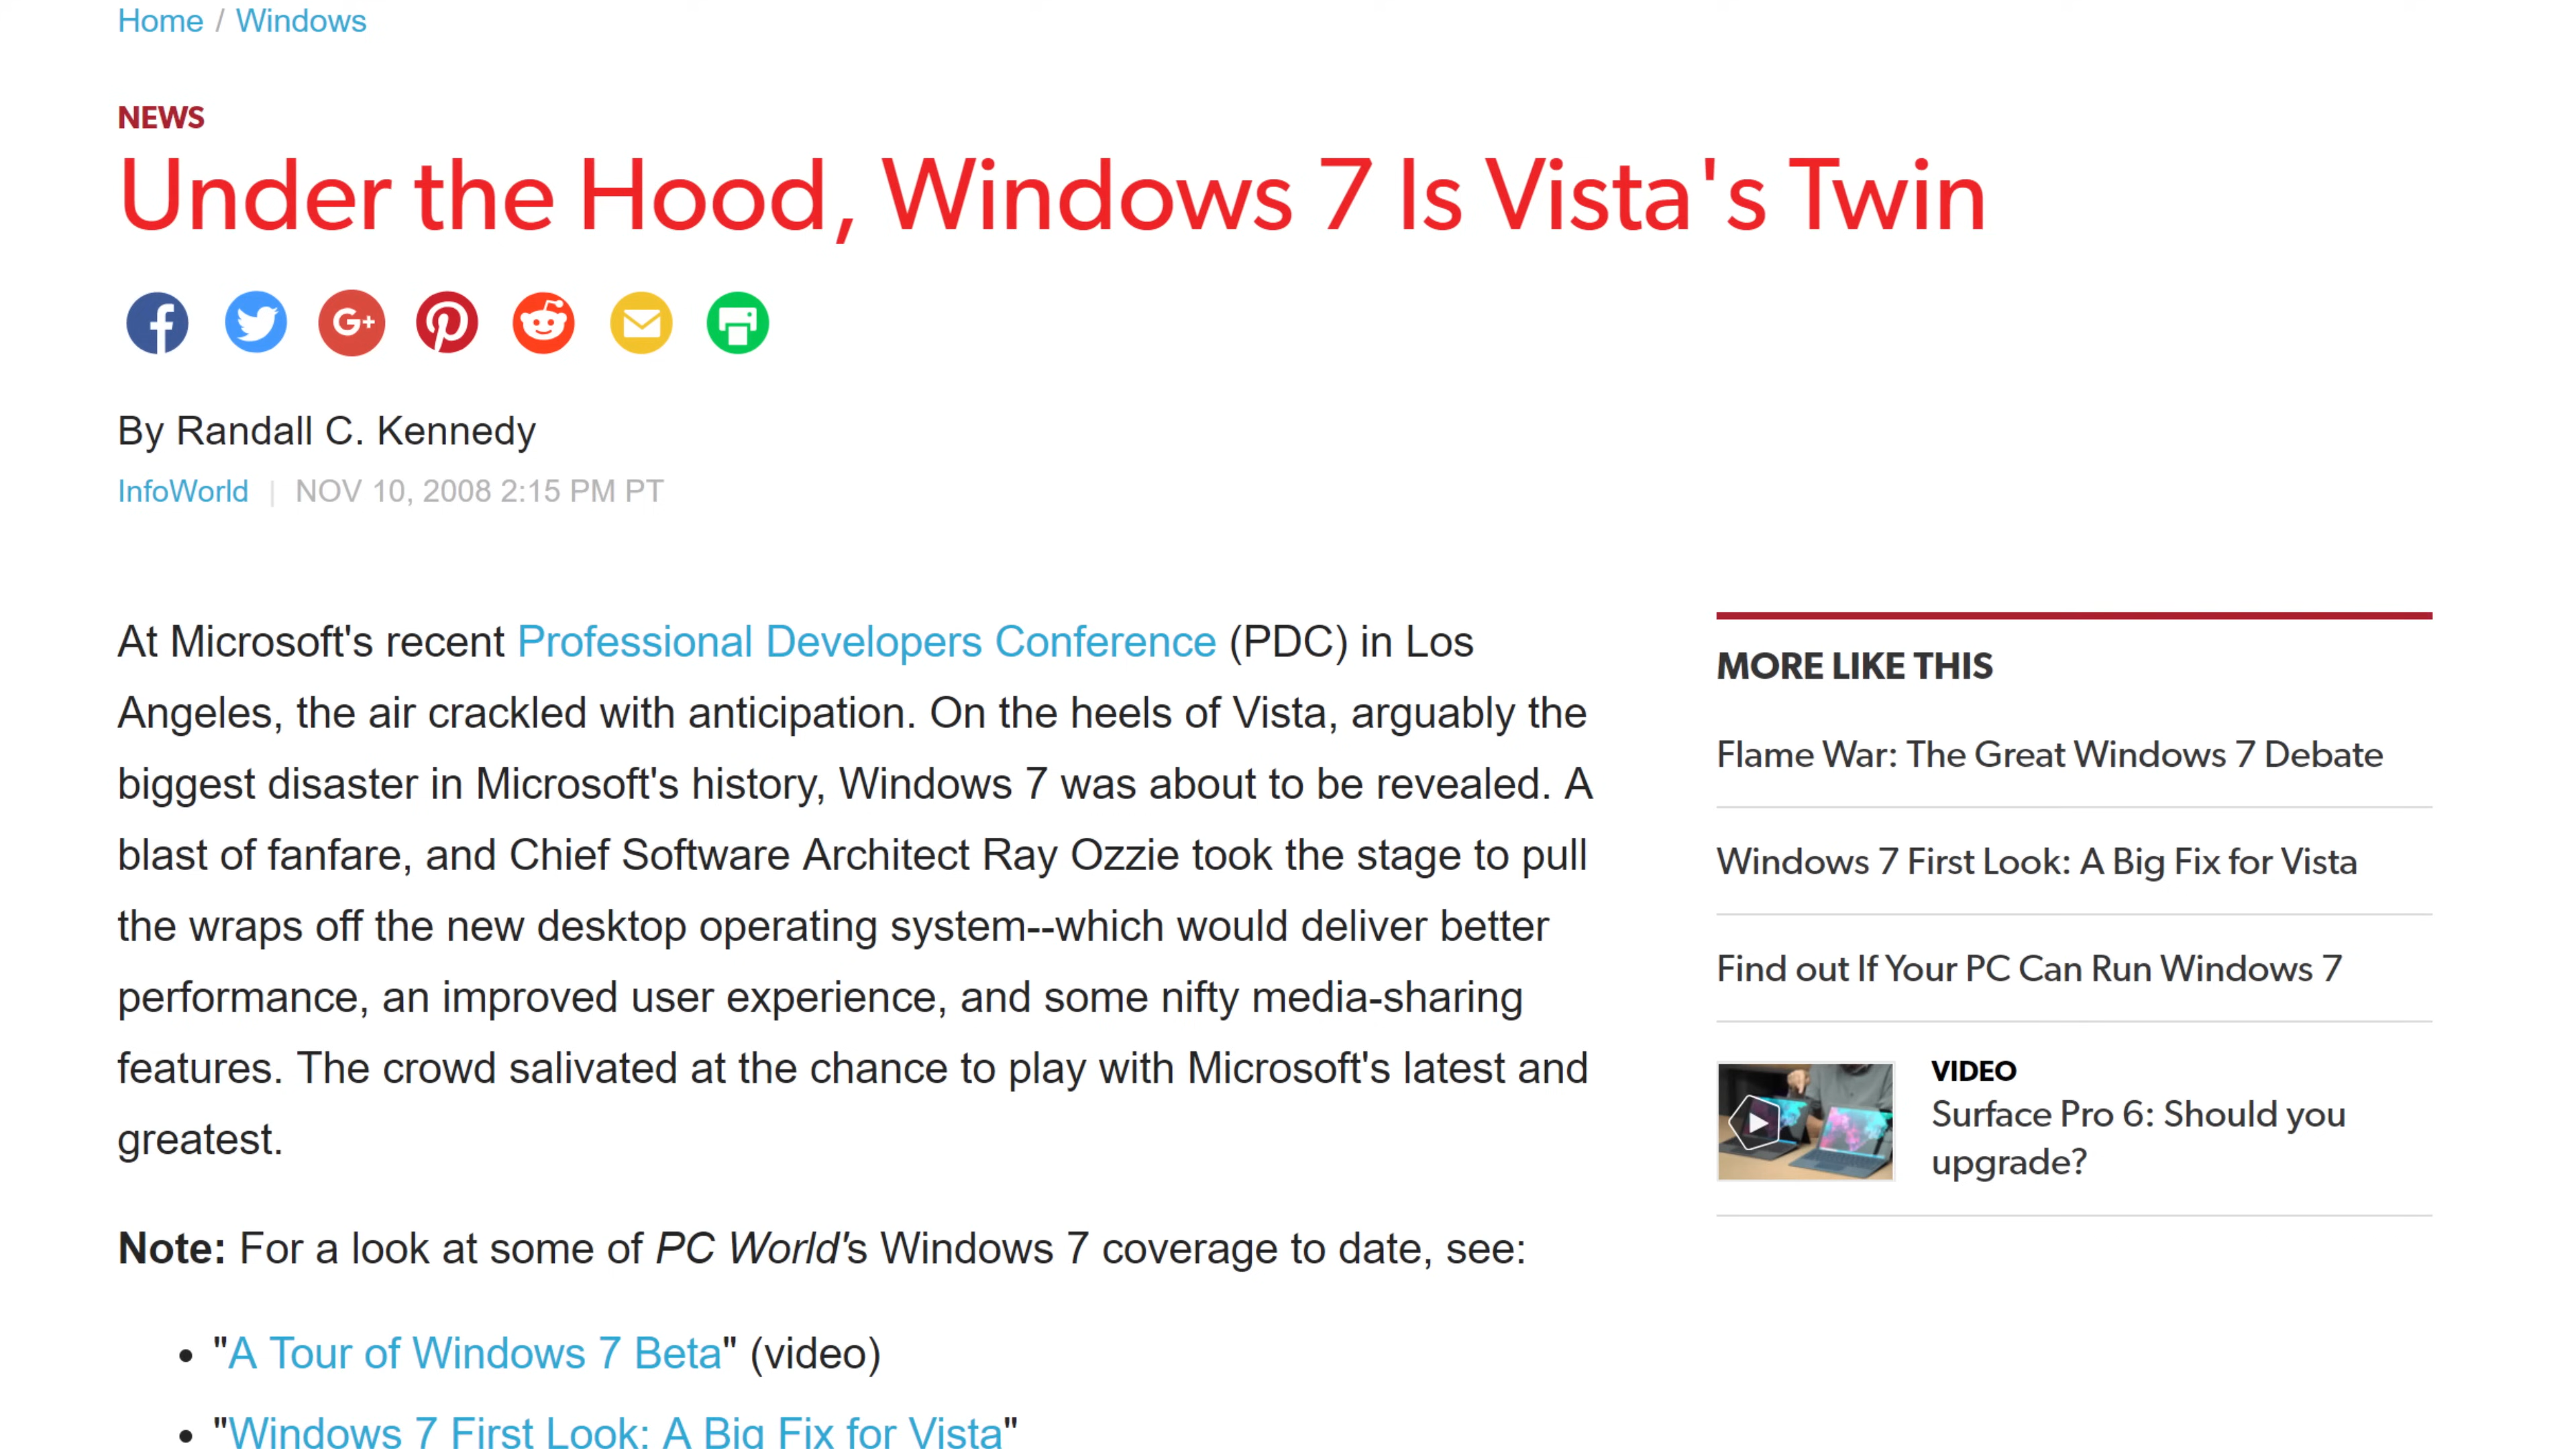 Home / Windows
NEWS
Under the Hood, Windows 7 Is Vista's Twin
G+
By Randall C. Kennedy
InfoWorld | NOV 10, 2008 2:15 PM PT
At Microsoft's recent Professional Developers Conference (PDC) in Los
Angeles, the air crackled with anticipation. On the heels of Vista, arguably the
biggest disaster in Microsoft's history, Windows 7 was about to be revealed. A
blast of fanfare, and Chief Software Architect Ray Ozzie took the stage to pull
the wraps off the new desktop operating system--which would deliver better
performance, an improved user experience, and some nifty media-sharing
features. The crowd salivated at the chance to play with Microsoft's latest and
greatest.
Note: For a look at some of PC World's Windows 7 coverage to date, see:
• "A Tour of Windows 7 Beta" (video)
• "Windows 7 First Look: A Big Fix for Vista"
MORE LIKE THIS
Flame War: The Great Windows 7 Debate
Windows 7 First Look: A Big Fix for Vista
Find out If Your PC Can Run Windows 7
VIDEO
Surface Pro 6: Should you
upgrade?